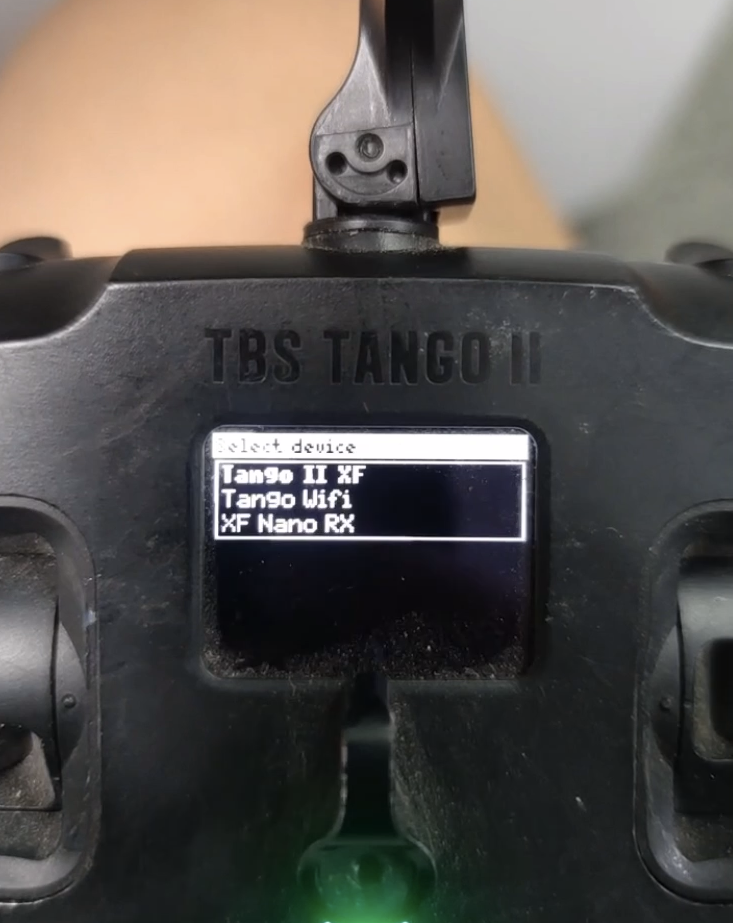 TBS TANGO II
Select device
Tango II XF
Tango Wifi
XF Nano RX